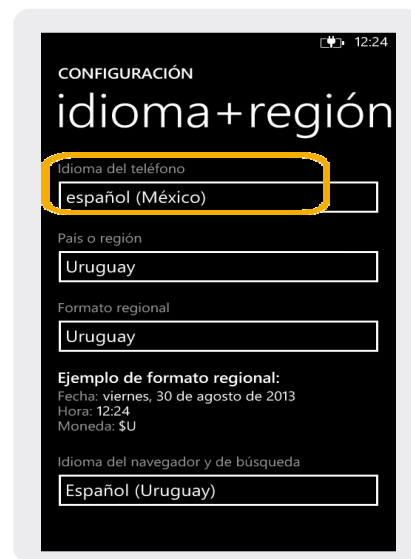 12:24
CONFIGURACIÓN
idioma+región
Idioma del teléfono
español (México)
País o región
Uruguay
Formato regional
Uruguay
Ejemplo de formato regional:
Fecha: viernes, 30 de agosto de 2013
Hora: 12:24
Moneda: $U
Idioma del navegador y de búsqueda
Español (Uruguay)